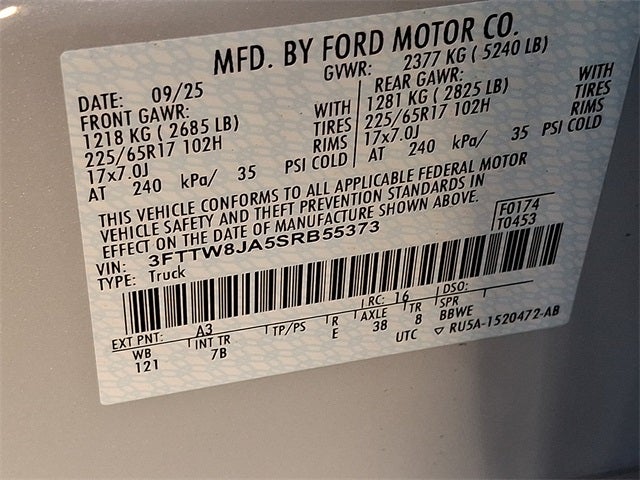 MFD. BY FORD MOTOR CO.
DATE: 09/25 GVWR: 2377 KG ( 5240 LB)
FRONT GAWR: REAR GAWR:
1218 KG ( 2685 LB) WITH 1281 KG ( 2825 LB) WITH
225/65R17 102H TIRES 225/65R17 102H TIRES
17x7.0J RIMS 17x7.0J RIMS
AT 240 kPa/ 35 PSI COLD AT 240 kPa/ 35 PSI COLD
THIS VEHICLE CONFORMS TO ALL APPLICABLE FEDERAL MOTOR
VEHICLE SAFETY AND THEFT PREVENTION STANDARDS IN
EFFECT ON THE DATE OF MANUFACTURE SHOWN ABOVE.
VIN: 3FTTW8JA5SRB55373 F0174
TYPE: Truck T0453
EXT PNT: A3 RC: 16 DSO:
WB INT TR TP/PS R AXLE TR SPR
121 7B E 38 8 BBWE
UTC ▽ RU5A-1520472-AB